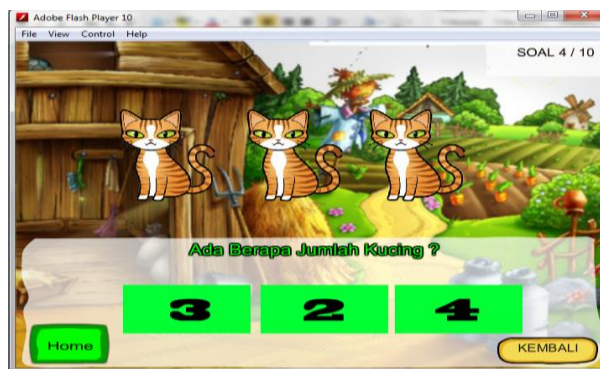 Adobe Flash Player 10
File View Control Help
SOAL 4 / 10
Ada Berapa Jumlah Kucing ?
3 2 4
Home
KEMBALI